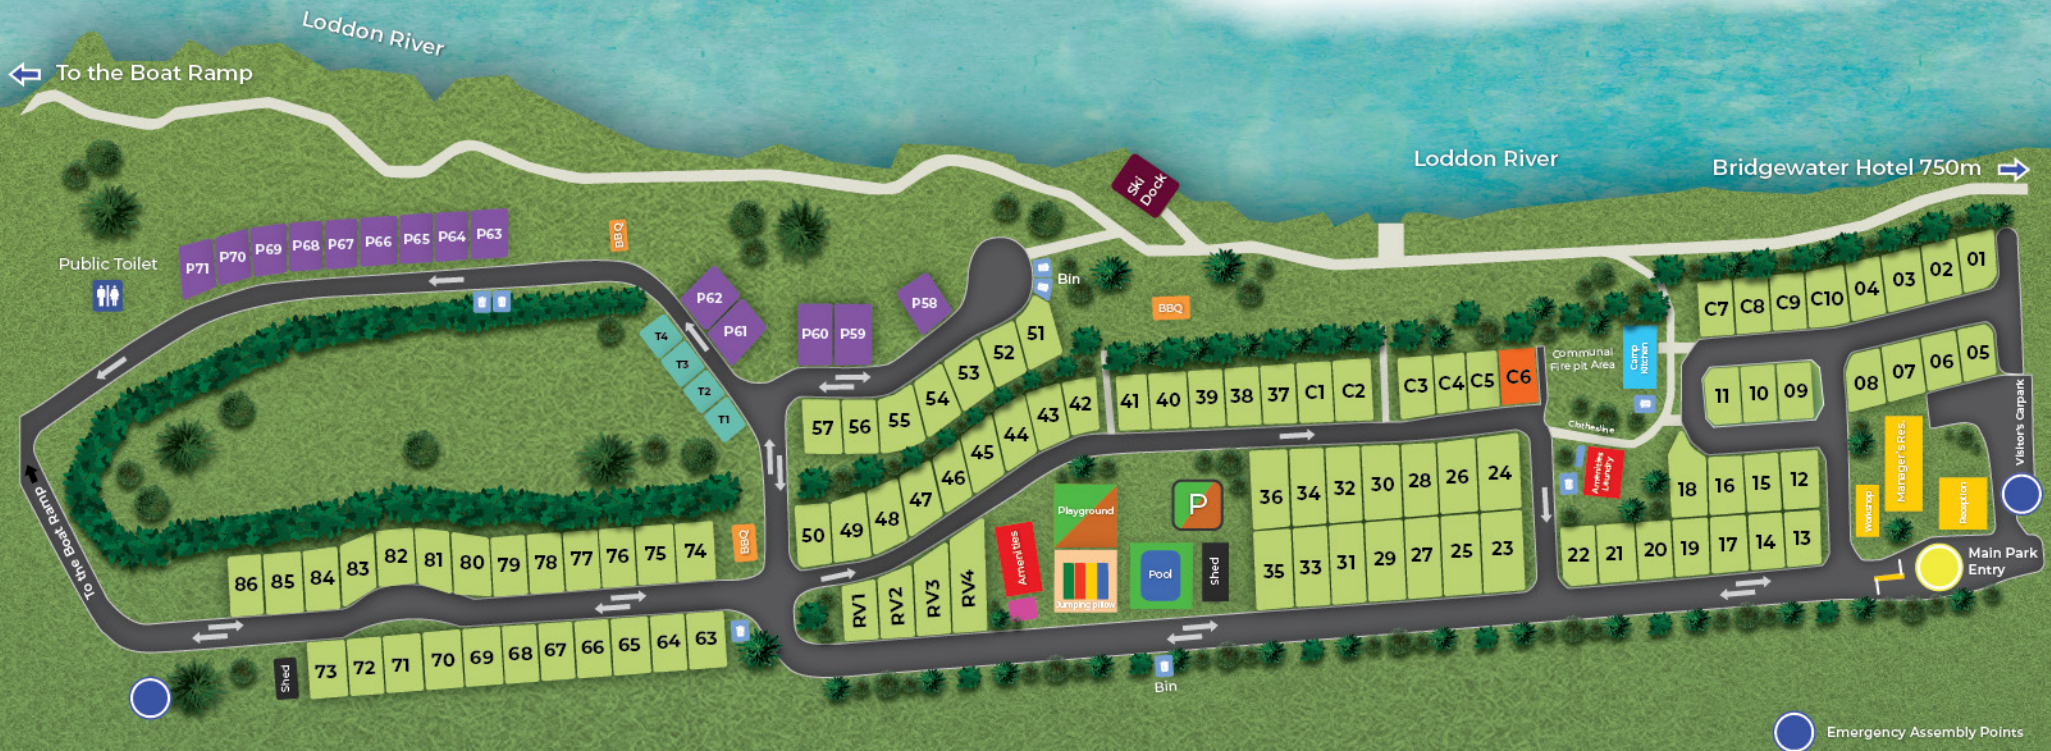 Loddon River
To the Boat Ramp
Loddon River
Bridgewater Hotel 750m
Ski
Dock
Public Toilet
P71
P70
P69
P68
P67
P66
P65
P64
P63
BBQ
P62
P61
P60
P59
P58
Bin
BBQ
T4
T3
T2
T1
51
52
53
54
55
56
57
42
43
44
45
46
47
48
49
50
41
40
39
38
37
C1
C2
C3
C4
C5
C6
Communal
Fire pit Area
Camp
Kitchen
Clothesline
Amenities
Laundry
C7
C8
C9
C10
04
03
02
01
11
10
09
08
07
06
05
Visitor's Carpark
Manager's Res.
Workshop
Reception
Main Park
Entry
18
16
15
12
22
21
20
19
17
14
13
36
34
32
30
28
26
24
35
33
31
29
27
25
23
Playground
P
Amenities
Jumping pillow
Pool
Shed
RV1
RV2
RV3
RV4
Bin
To the Boat Ramp
86
85
84
83
82
81
80
79
78
77
76
75
74
BBQ
Shed
73
72
71
70
69
68
67
66
65
64
63
Emergency Assembly Points